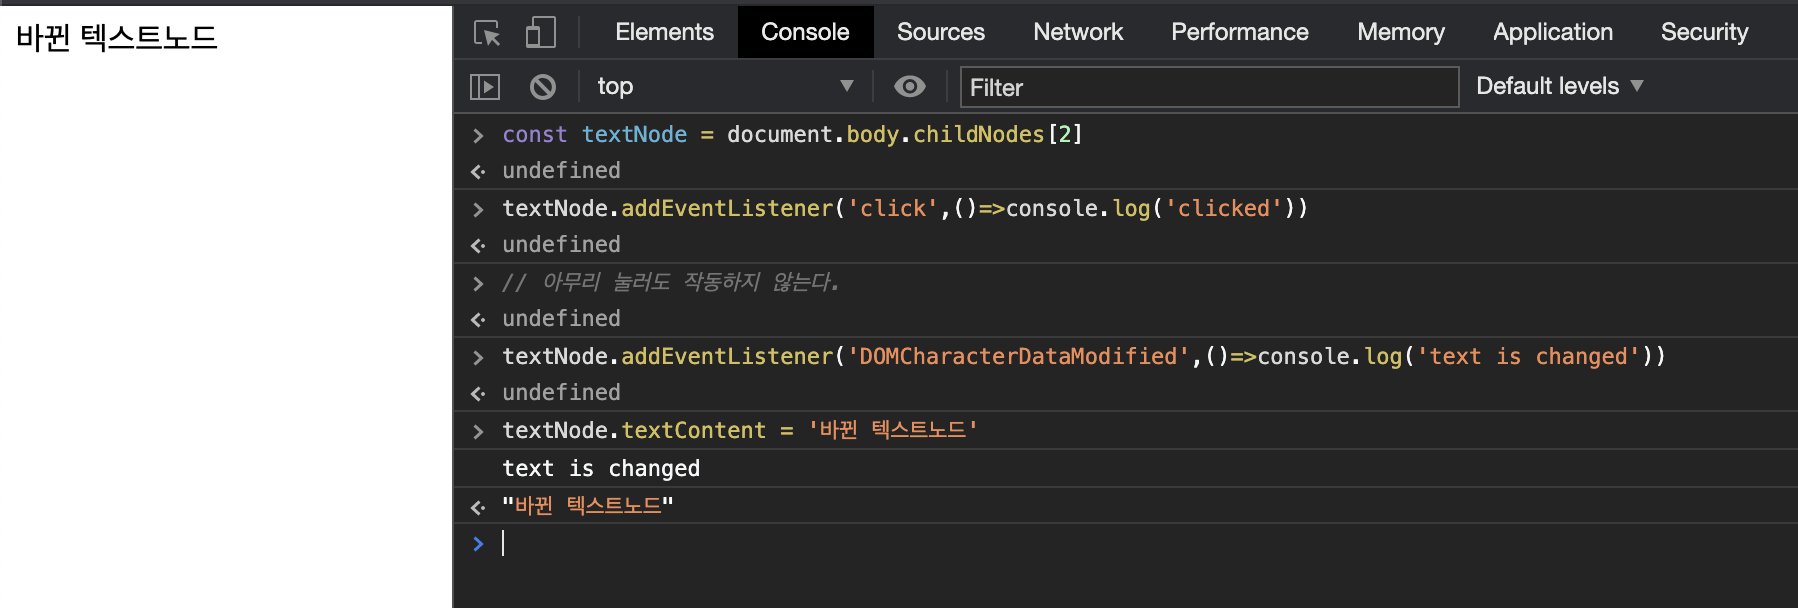 바뀐 텍스트노드
Elements Console Sources Network Performance Memory Application Security
top Filter Default levels
const textNode = document.body.childNodes[2]
undefined
textNode.addEventListener('click',()=>console.log('clicked'))
undefined
// 아무리 눌러도 작동하지 않는다.
undefined
textNode.addEventListener('DOMCharacterDataModified',()=>console.log('text is changed'))
undefined
textNode.textContent = '바뀐 텍스트노드'
text is changed
"바뀐 텍스트노드"